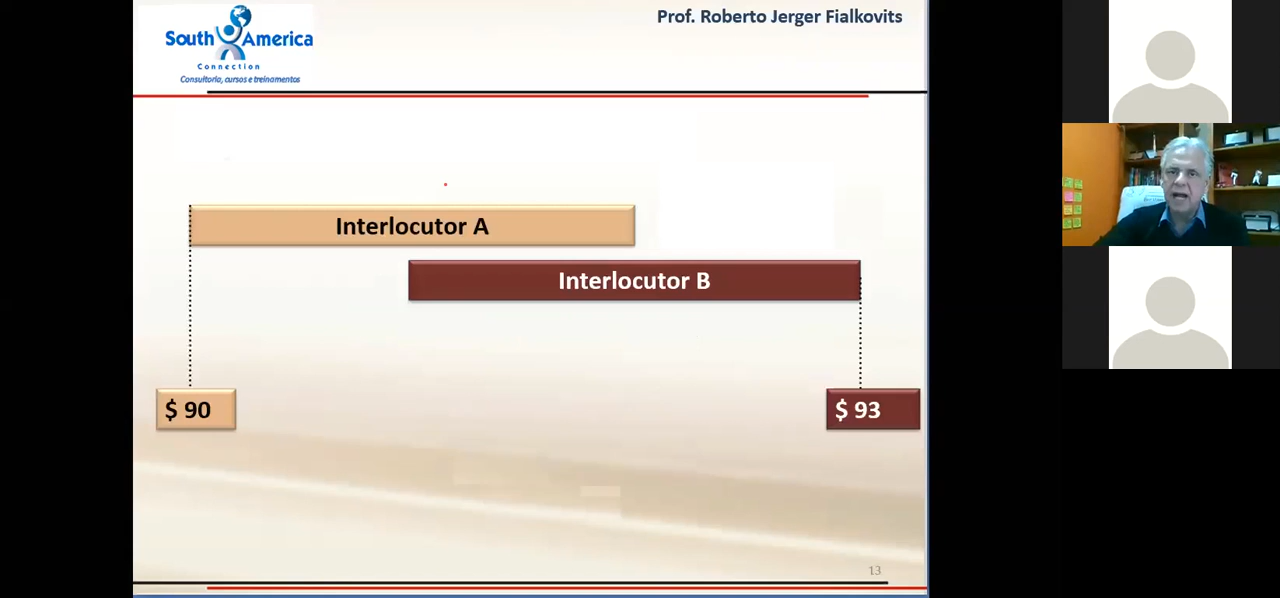 South America
Connection
Consultoria, cursos e treinamentos
Prof. Roberto Jerger Fialkovits
Interlocutor A
Interlocutor B
$ 90
$ 93
13